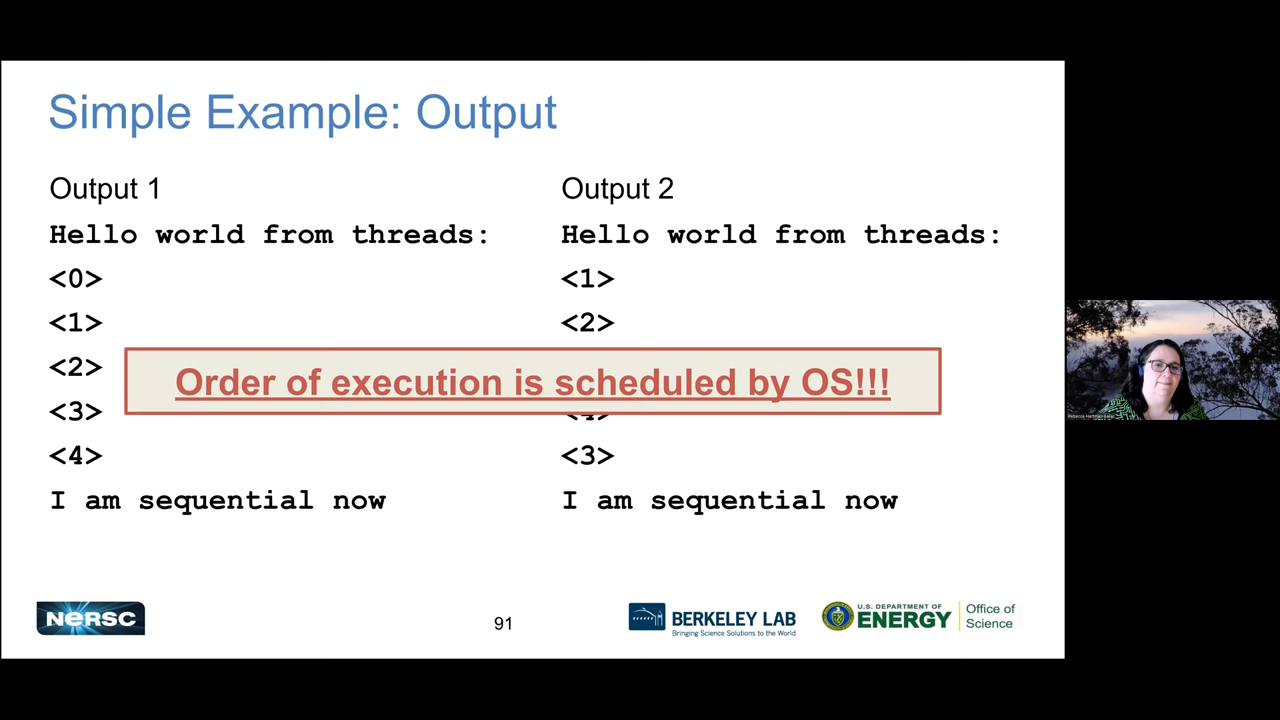 Simple Example: Output
Output 1
Hello world from threads:
<0>
<1>
<2>
<3>
<4>
I am sequential now
Output 2
Hello world from threads:
<1>
<2>
<4>
<3>
I am sequential now
Order of execution is scheduled by OS!!!
NERSC
91
BERKELEY LAB
Bringing Science Solutions to the World
U.S. DEPARTMENT OF
ENERGY
Office of
Science